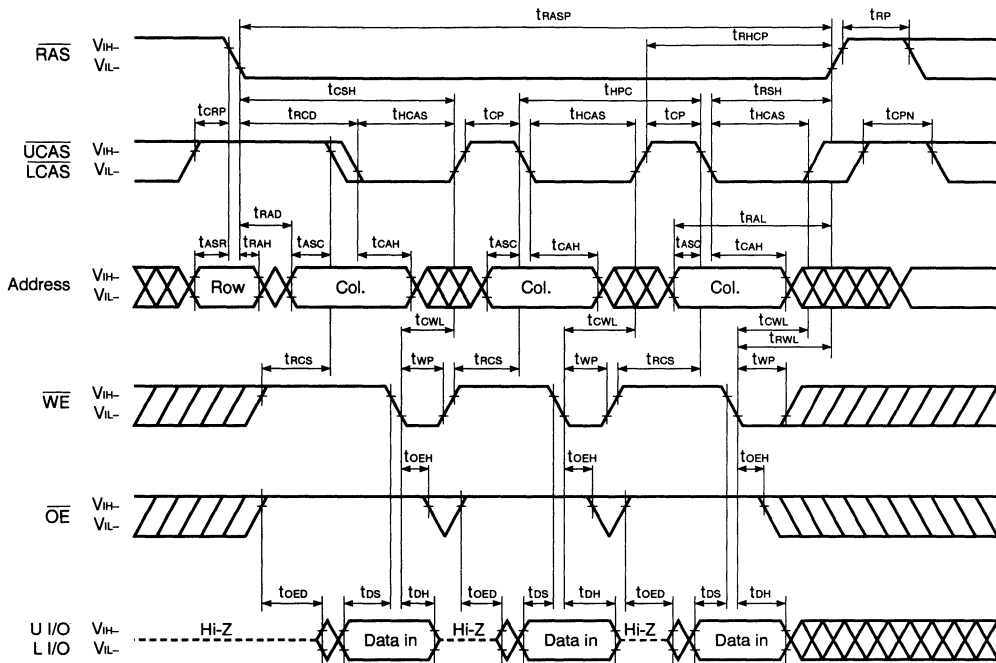 tRASP tRP
tRHCP
RAS VIH– VIL–
tCSH tHPC tRSH
tCRP tRCD tHCAS tCP tHCAS tCP tHCAS tCPN
UCAS VIH–
LCAS VIL–
tRAD tRAL
tASR tRAH tASC tCAH tASC tCAH tASC tCAH
Address VIH– VIL–
Row Col. Col. Col.
tCWL tCWL tCWL
tRWL
tRCS tWP tRCS tWP tRCS tWP
WE VIH– VIL–
tOEH tOEH tOEH
OE VIH– VIL–
tOED tDS tDH tOED tDS tDH tOED tDS tDH
U I/O VIH–
L I/O VIL–
Hi-Z Data in Hi-Z Data in Hi-Z Data in